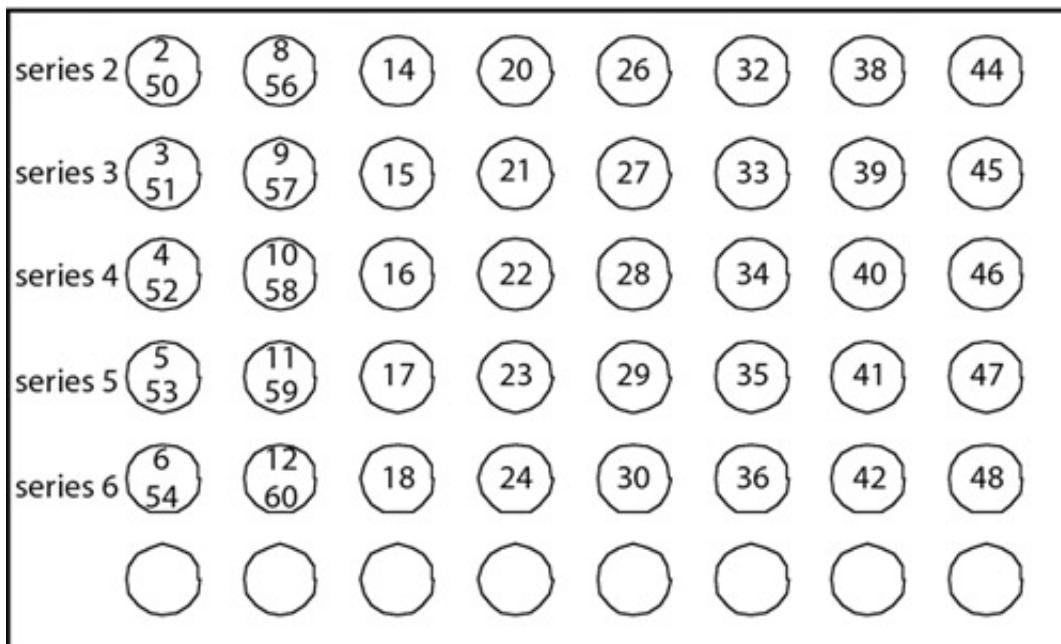 series 2 2 8 14 20 26 32 38 44
50 56
series 3 3 9 15 21 27 33 39 45
51 57
series 4 4 10 16 22 28 34 40 46
52 58
series 5 5 11 17 23 29 35 41 47
53 59
series 6 6 12 18 24 30 36 42 48
54 60